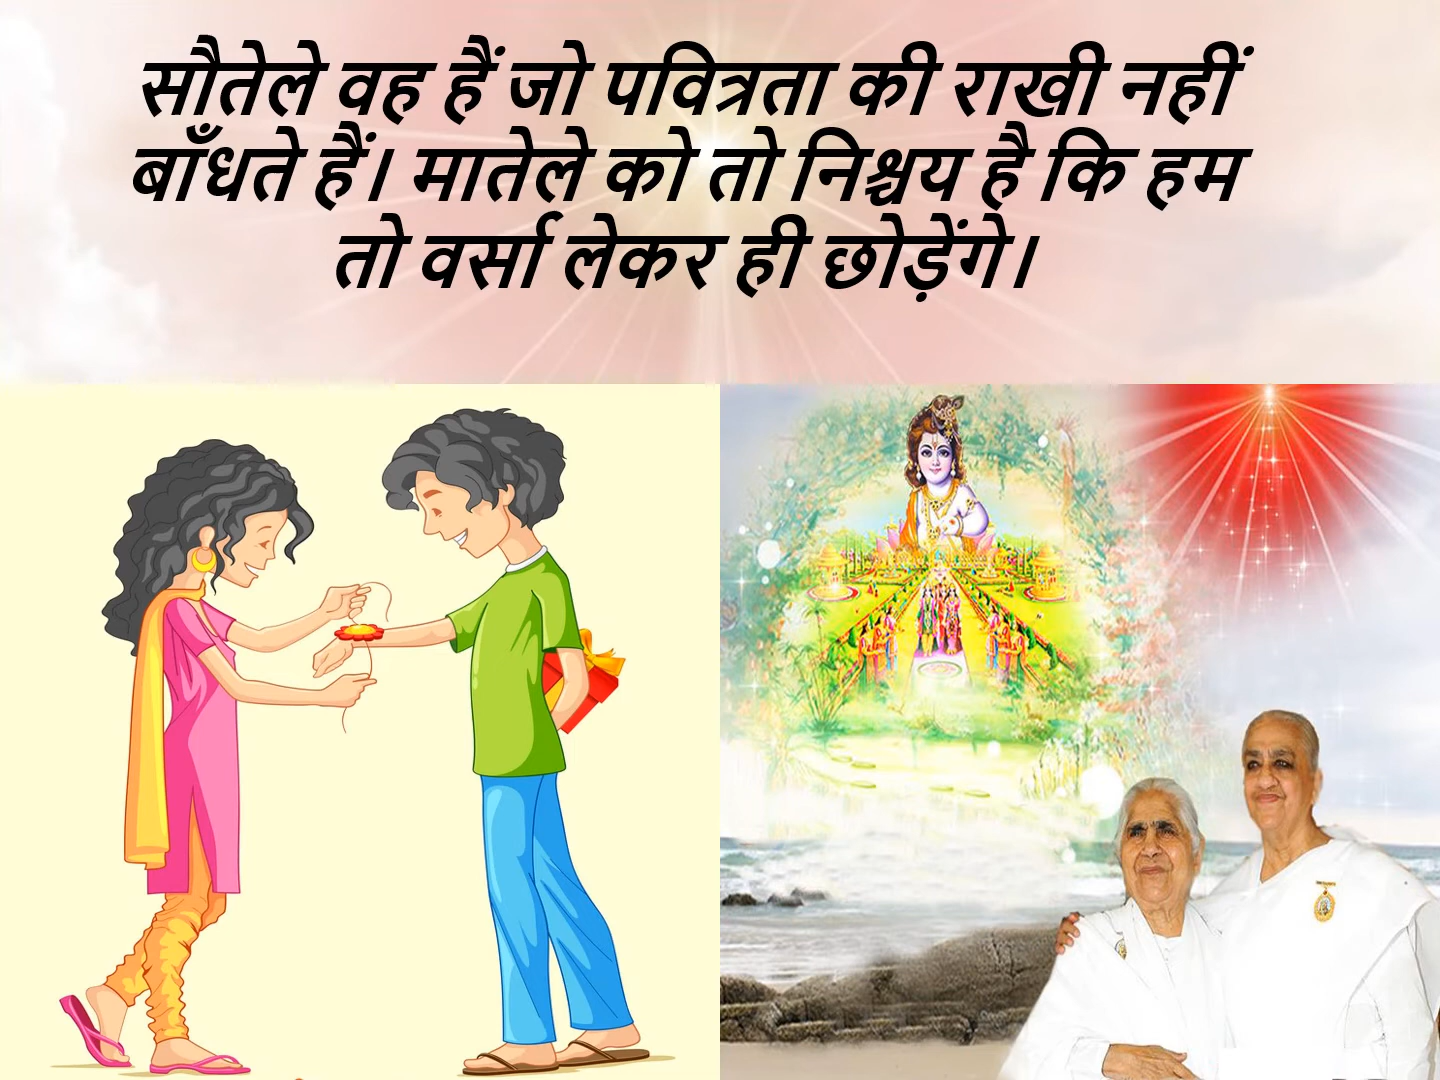 सौतेले वह हैं जो पवित्रता की राखी नहीं
बाँधते हैं। मातेले को तो निश्चय है कि हम
तो वर्सा लेकर ही छोड़ेंगे।